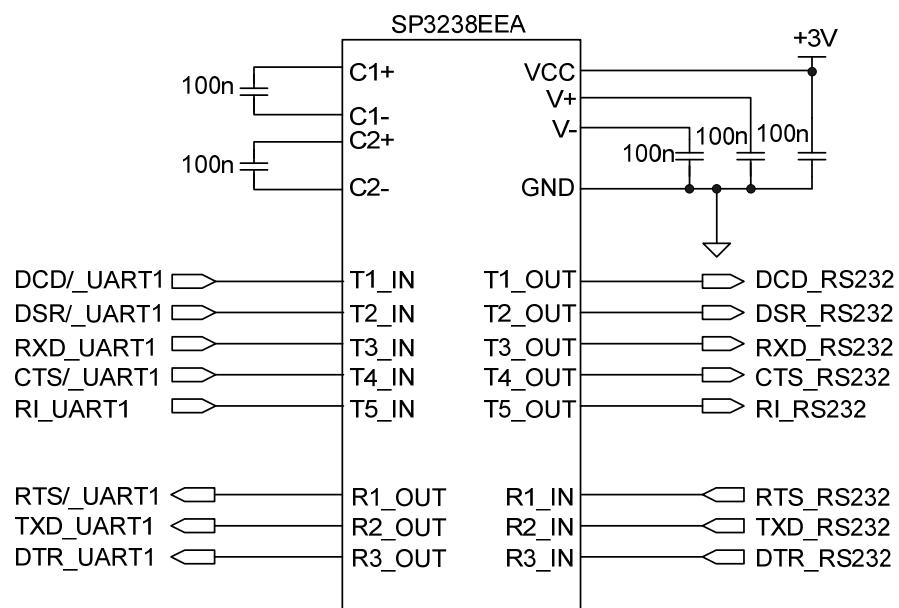 SP3238EEA
+3V
100n
C1+
VCC
V+
C1-
V-
C2+
100n
100n
100n
100n
C2-
GND
DCD/_UART1
T1_IN
T1_OUT
DCD_RS232
DSR/_UART1
T2_IN
T2_OUT
DSR_RS232
RXD_UART1
T3_IN
T3_OUT
RXD_RS232
CTS/_UART1
T4_IN
T4_OUT
CTS_RS232
RI_UART1
T5_IN
T5_OUT
RI_RS232
RTS/_UART1
R1_OUT
R1_IN
RTS_RS232
TXD_UART1
R2_OUT
R2_IN
TXD_RS232
DTR_UART1
R3_OUT
R3_IN
DTR_RS232